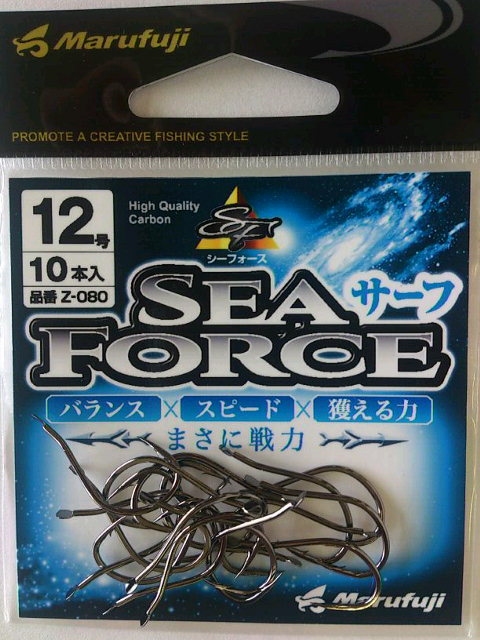 Marufuji
PROMOTE A CREATIVE FISHING STYLE
12号
10本入
品番 Z-080
High Quality
Carbon
SF
シーフォース
SEA サーフ
FORCE
バランス×スピード×獲える力
まさに戦力
Marufuji